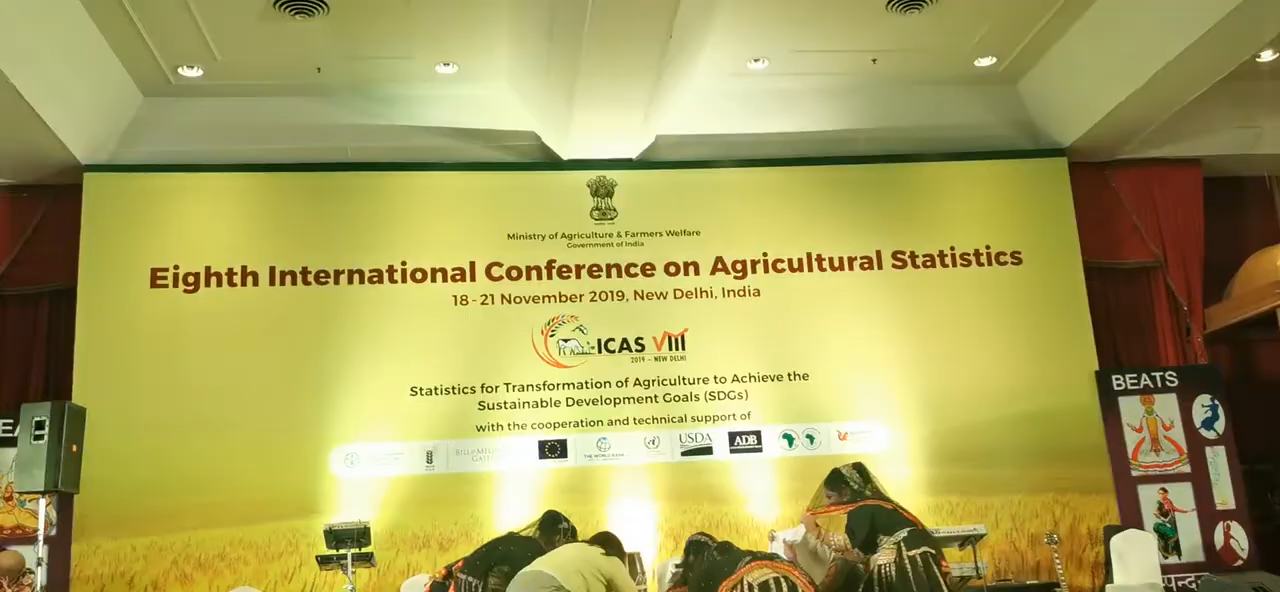 Ministry of Agriculture & Farmers Welfare
Government of India
Eighth International Conference on Agricultural Statistics
18 - 21 November 2019, New Delhi, India
ICAS VIII
2019 - NEW DELHI
Statistics for Transformation of Agriculture to Achieve the
Sustainable Development Goals (SDGs)
with the cooperation and technical support of
THE WORLD BANK
USDA
ADB
BEATS